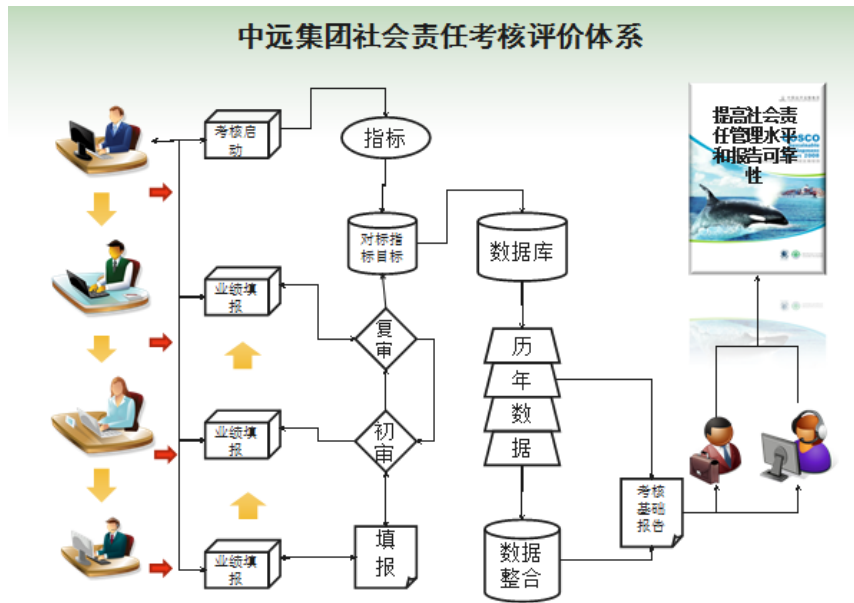 中远集团社会责任考核评价体系
考核启
动
指标
提高社会责
任管理水平
和报告可靠
性
对标指
标目标
数据库
业绩填
报
复
审
历
年
数
据
业绩填
报
初
审
考核
基础
报告
填
报
业绩填
报
数据
整合